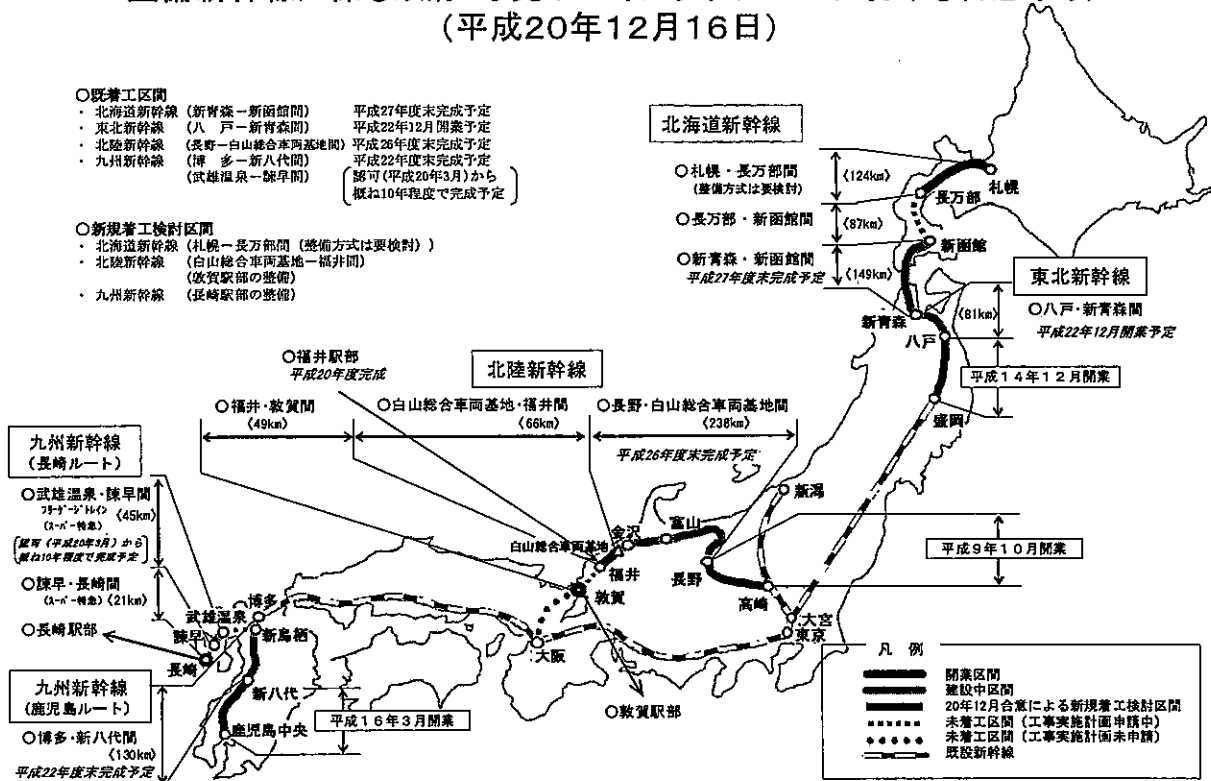 (平成20年12月16日)
○既着工区間
・ 北海道新幹線 (新青森－新函館間) 平成27年度末完成予定
・ 東北新幹線 (八 戸－新青森間) 平成22年12月開業予定
・ 北陸新幹線 (長野－白山総合車両基地間) 平成26年度末完成予定
・ 九州新幹線 (博 多－新八代間) 平成22年度末完成予定
(武雄温泉－諫早間) 認可(平成20年3月)から
概ね10年程度で完成予定
○新規着工検討区間
・ 北海道新幹線 (札幌－長万部間 (整備方式は要検討) )
・ 北陸新幹線 (白山総合車両基地－福井間)
(敦賀駅部の整備)
・ 九州新幹線 (長崎駅部の整備)
北海道新幹線
○札幌・長万部間
(整備方式は要検討)
〈124km〉
札幌
長万部
○長万部・新函館間
〈87km〉
新函館
○新青森・新函館間
平成27年度末完成予定
〈149km〉
東北新幹線
新青森
〈81km〉
○八戸・新青森間
平成22年12月開業予定
八戸
平成14年12月開業
盛岡
○福井駅部
平成20年度完成
北陸新幹線
○福井・敦賀間
〈49km〉
○白山総合車両基地・福井間
〈66km〉
○長野・白山総合車両基地間
〈238km〉
平成26年度末完成予定
九州新幹線
(長崎ルート)
○武雄温泉・諫早間
フリーゲージトレイン
(スーパー特急)
〈45km〉
認可(平成20年3月)から
概ね10年程度で完成予定
○諫早・長崎間
(スーパー特急)〈21km〉
○長崎駅部
新潟
富山
金沢
白山総合車両基地
福井
敦賀
長野
高崎
平成9年10月開業
大宮
東京
大阪
○敦賀駅部
博多
武雄温泉
新鳥栖
諫早
長崎
新八代
鹿児島中央
平成16年3月開業
九州新幹線
(鹿児島ルート)
○博多・新八代間
〈130km〉
平成22年度末完成予定
凡 例
開業区間
建設中区間
20年12月合意による新規着工検討区間
未着工区間(工事実施計画申請中)
未着工区間(工事実施計画未申請)
既設新幹線